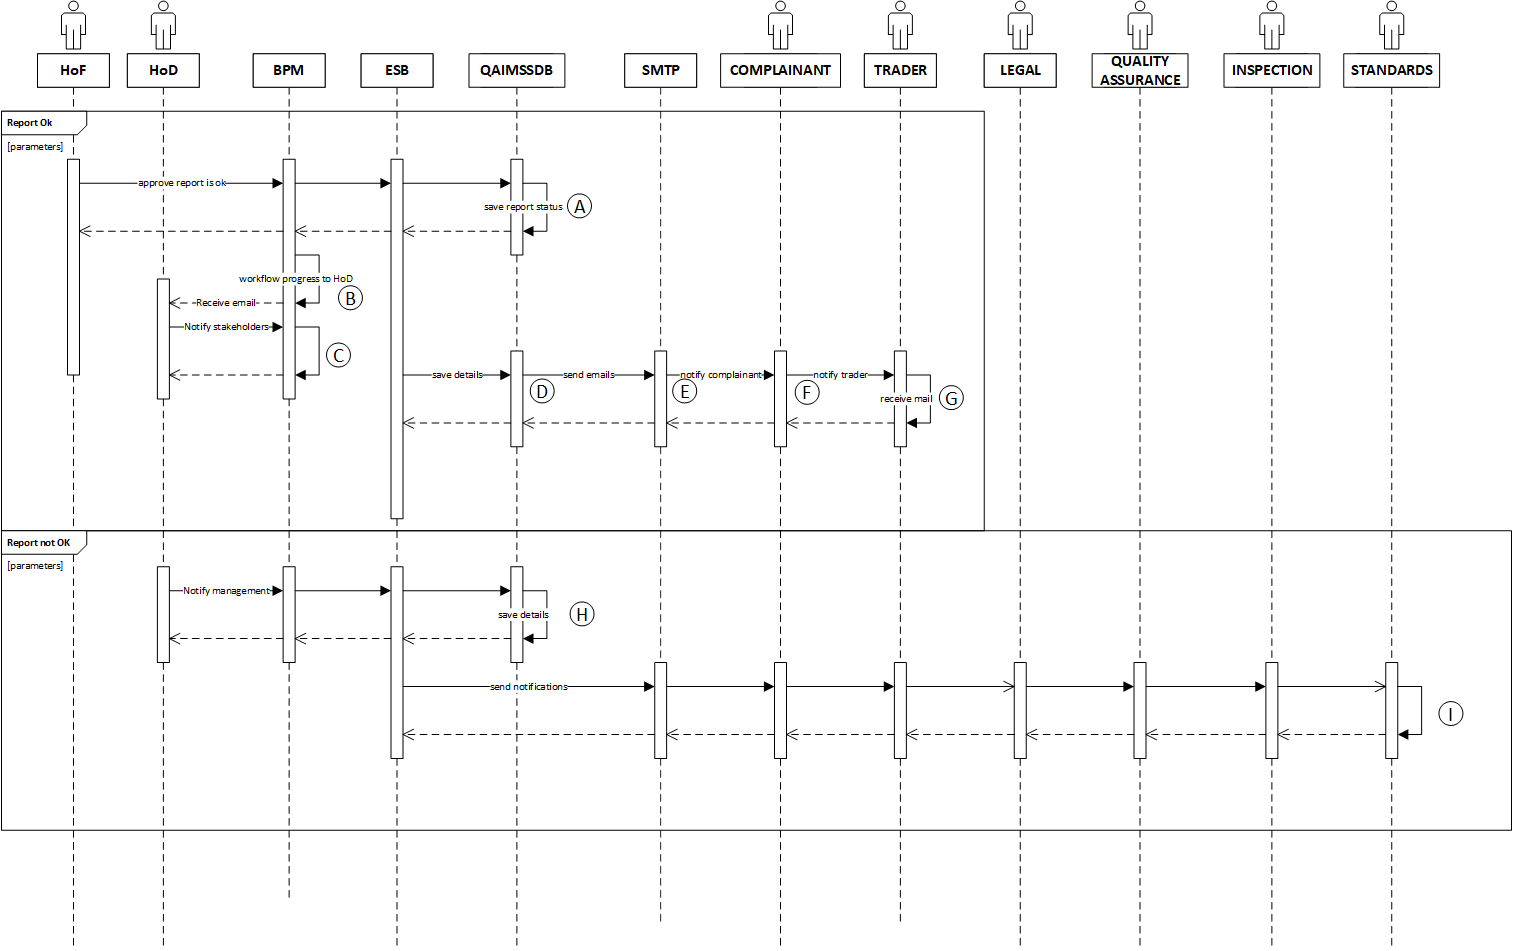 HoF
HoD
BPM
ESB
QAIMSSDB
SMTP
COMPLAINANT
TRADER
LEGAL
QUALITY
ASSURANCE
INSPECTION
STANDARDS
Report Ok
[parameters]
approve report is ok
save report status
A
workflow progress to HoD
B
Receive email
Notify stakeholders
C
save details
D
send emails
E
notify complainant
F
notify trader
receive mail
G
Report not OK
[parameters]
Notify management
save details
H
send notifications
I